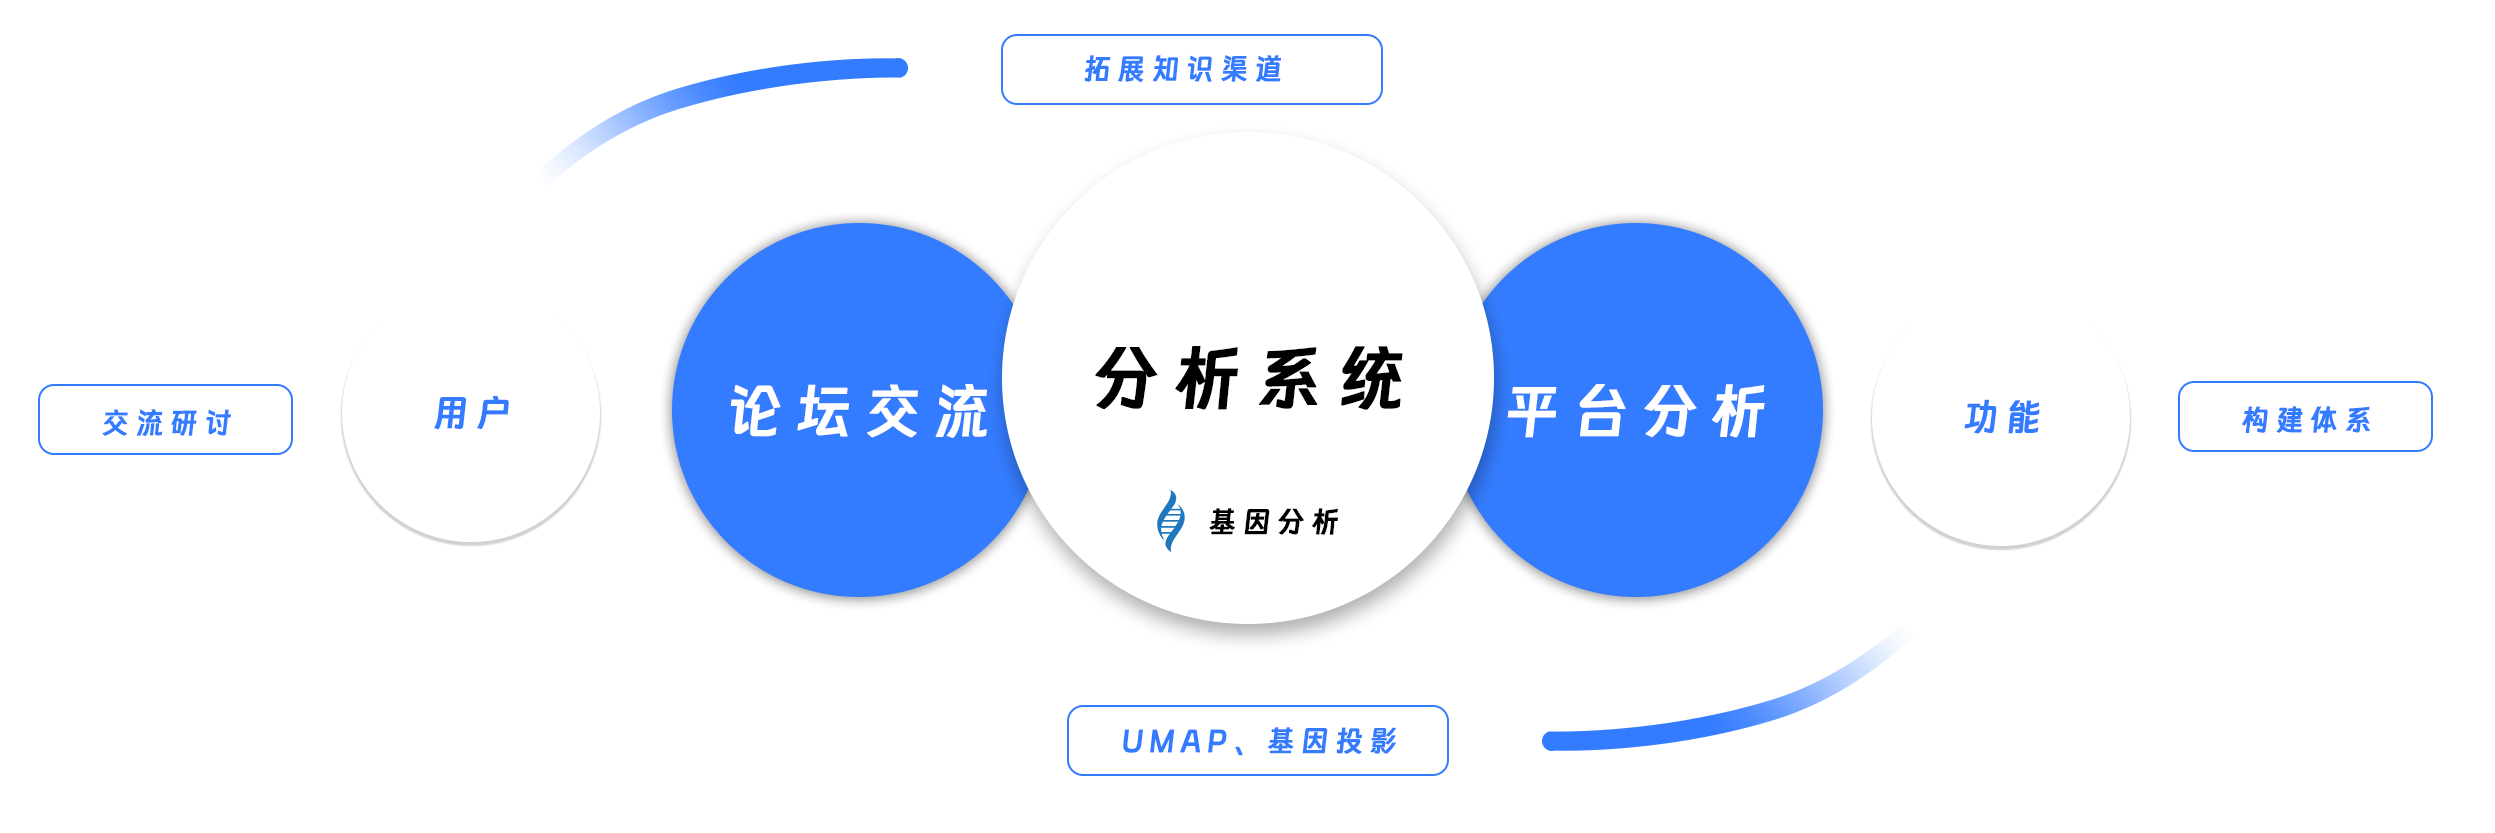 拓展知识渠道
分析系统
论坛交流
平台分析
用户
功能
交流研讨
构建体系
基因分析
UMAP、基因投影